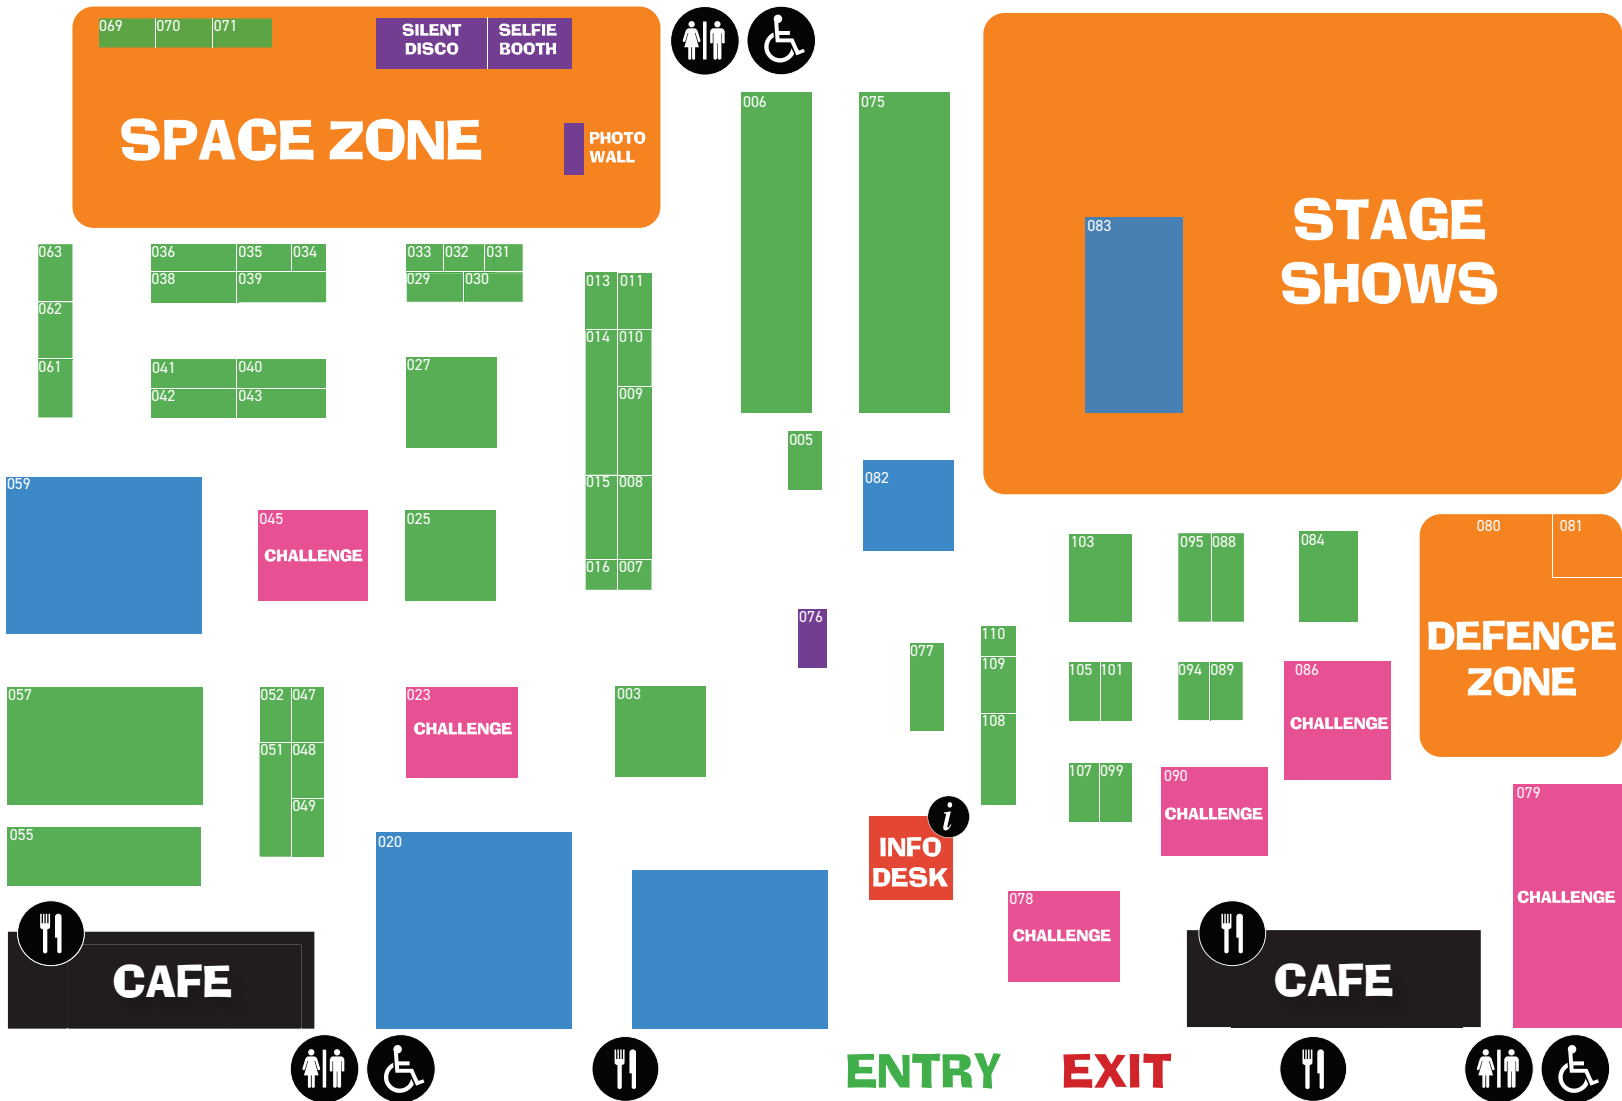 069 070 071
SILENT
DISCO
SELFIE
BOOTH
SPACE ZONE
PHOTO
WALL
006
075
STAGE
SHOWS
083
063
062
061
036 035 034
038 039
033 032 031
029 030
013 011
014 010
009
015 008
016 007
041 040
042 043
027
005
082
059
045
CHALLENGE
025
103
095 088
084
080
081
DEFENCE
ZONE
076
077
110
109
108
105 101
094 089
086
CHALLENGE
057
052 047
051 048
049
023
CHALLENGE
003
107 099
090
CHALLENGE
079
CHALLENGE
055
020
i
INFO
DESK
078
CHALLENGE
CAFE
CAFE
ENTRY
EXIT